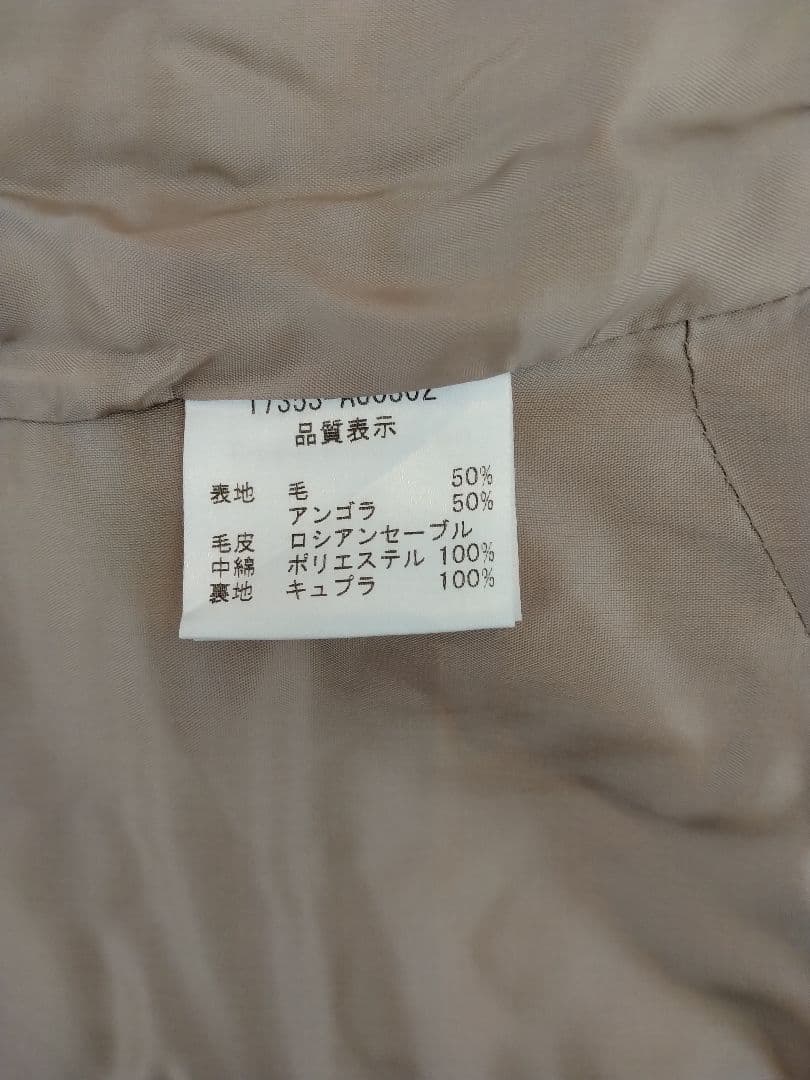 品質表示
表地 毛 50%
アンゴラ 50%
毛皮 ロシアンセーブル
中綿 ポリエステル 100%
裏地 キュプラ 100%